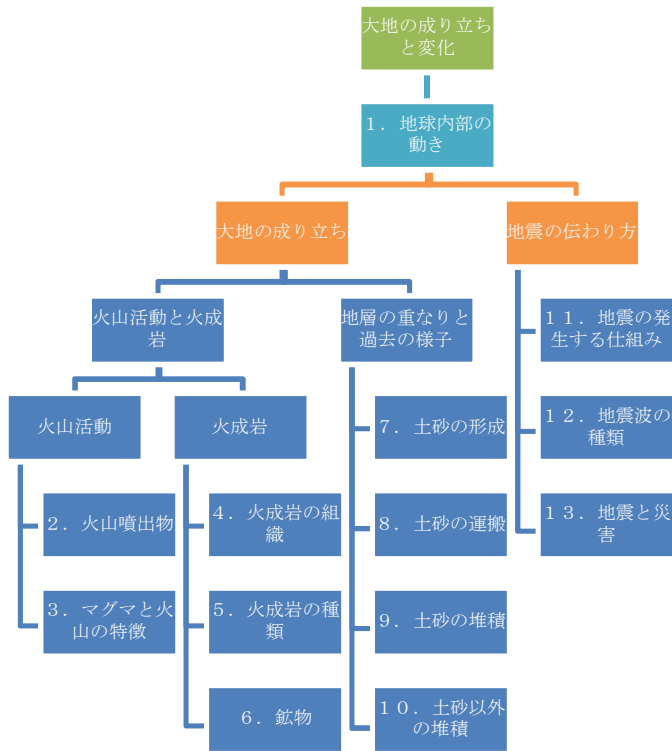 大地の成り立ち
と変化
１．地球内部の
動き
大地の成り立ち
地震の伝わり方
火山活動と火成
岩
地層の重なりと
過去の様子
火山活動
火成岩
２．火山噴出物
３．マグマと火
山の特徴
４．火成岩の組
織
５．火成岩の種
類
６．鉱物
７．土砂の形成
８．土砂の運搬
９．土砂の堆積
１０．土砂以外
の堆積
１１．地震の発
生する仕組み
１２．地震波の
種類
１３．地震と災
害